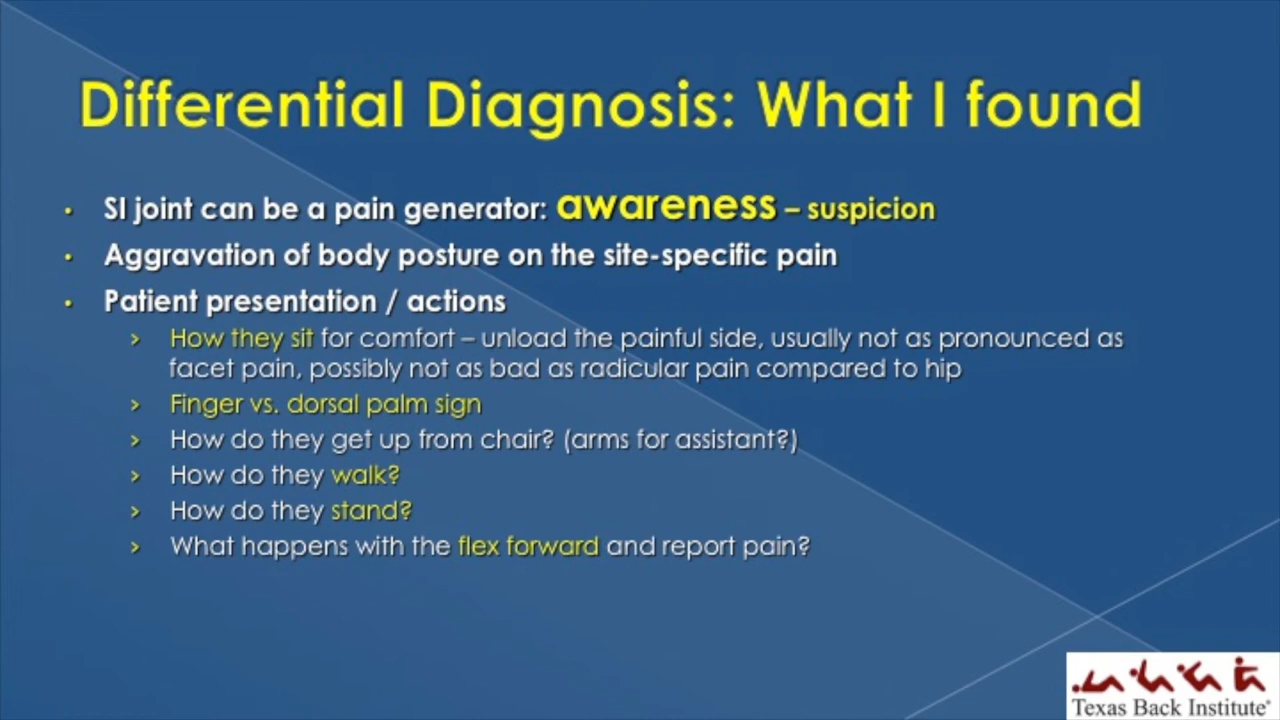 Differential Diagnosis: What I found
• SI joint can be a pain generator: awareness – suspicion
• Aggravation of body posture on the site-specific pain
• Patient presentation / actions
› How they sit for comfort – unload the painful side, usually not as pronounced as
facet pain, possibly not as bad as radicular pain compared to hip
› Finger vs. dorsal palm sign
› How do they get up from chair? (arms for assistant?)
› How do they walk?
› How do they stand?
› What happens with the flex forward and report pain?
Texas Back Institute®